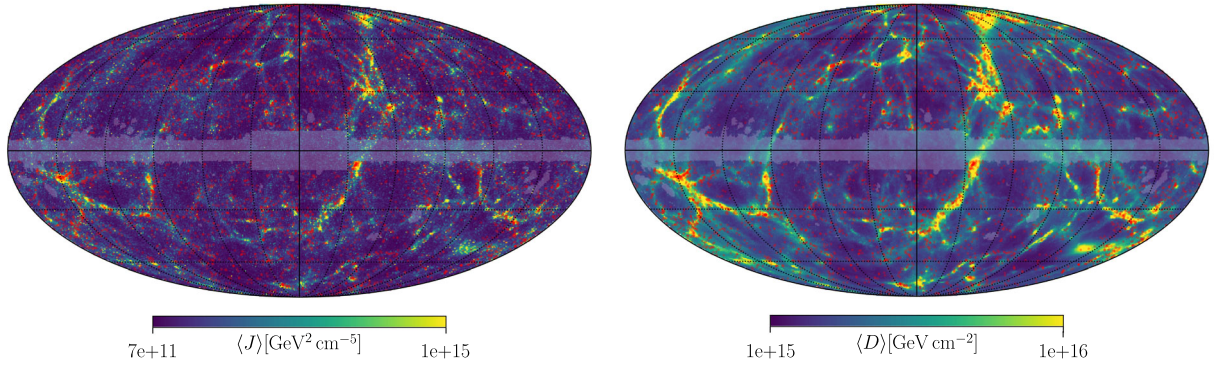 7e+11 ⟨J⟩[GeV² cm⁻⁵] 1e+15
1e+15 ⟨D⟩[GeV cm⁻²] 1e+16